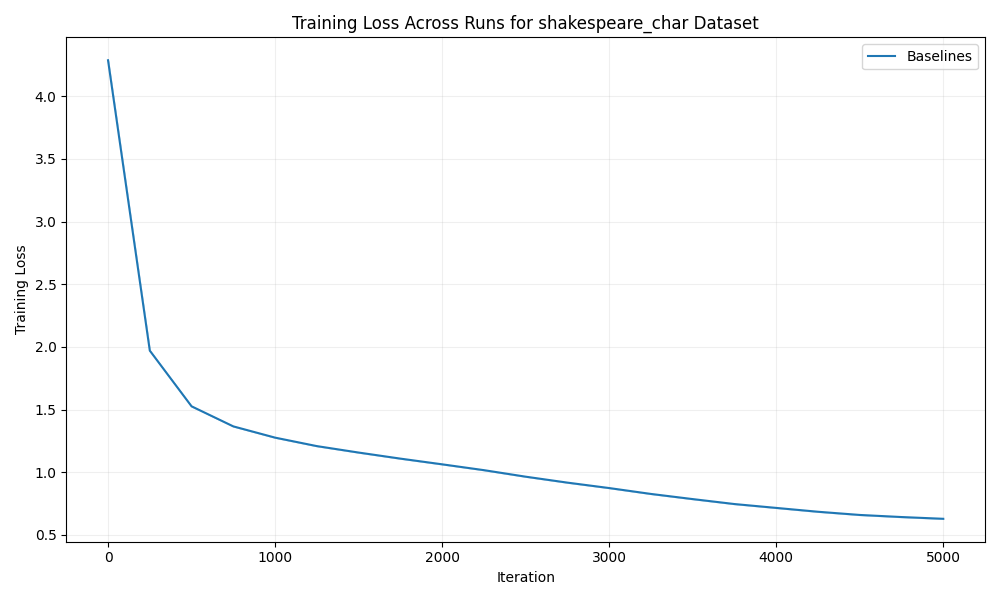 Training Loss Across Runs for shakespeare_char Dataset
Baselines
Training Loss
4.0
3.5
3.0
2.5
2.0
1.5
1.0
0.5
0 1000 2000 3000 4000 5000
Iteration